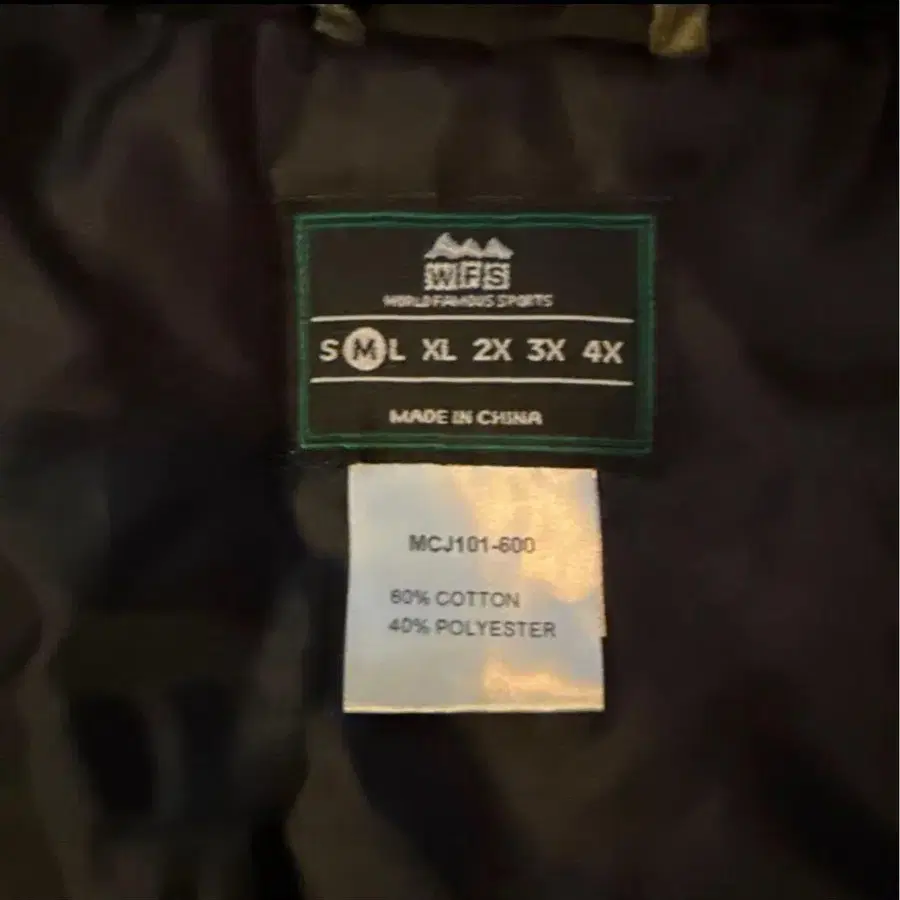 WFS
WORLD FAMOUS SPORTS
S M L XL 2X 3X 4X
MADE IN CHINA
MCJ101-600
60% COTTON
40% POLYESTER